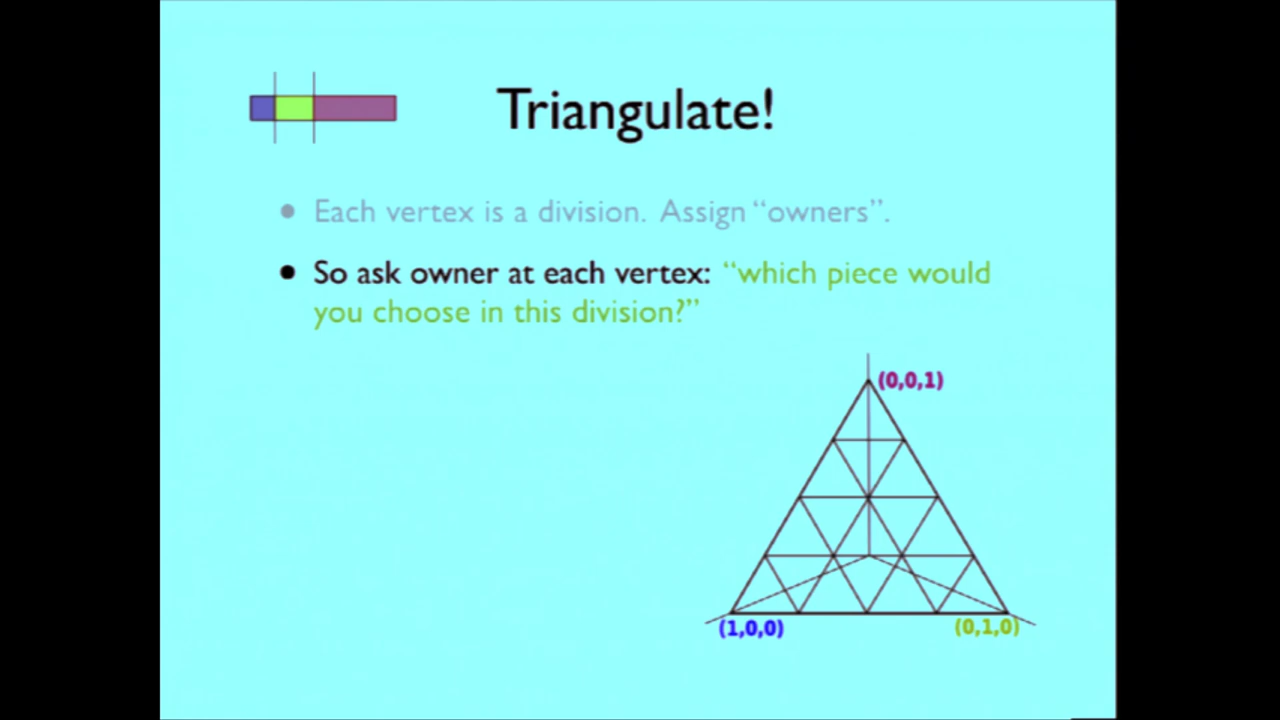 Triangulate!
• Each vertex is a division. Assign “owners”.
• So ask owner at each vertex: “which piece would
you choose in this division?”
(0,0,1)
(1,0,0)
(0,1,0)